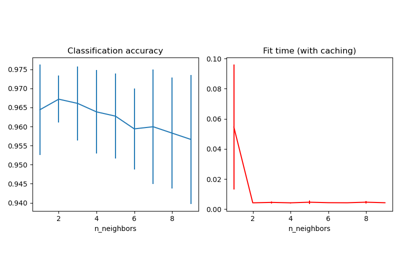 Classification accuracy
0.975
0.970
0.965
0.960
0.955
0.950
0.945
0.940
2 4 6 8
n_neighbors
Fit time (with caching)
0.10
0.08
0.06
0.04
0.02
0.00
2 4 6 8
n_neighbors